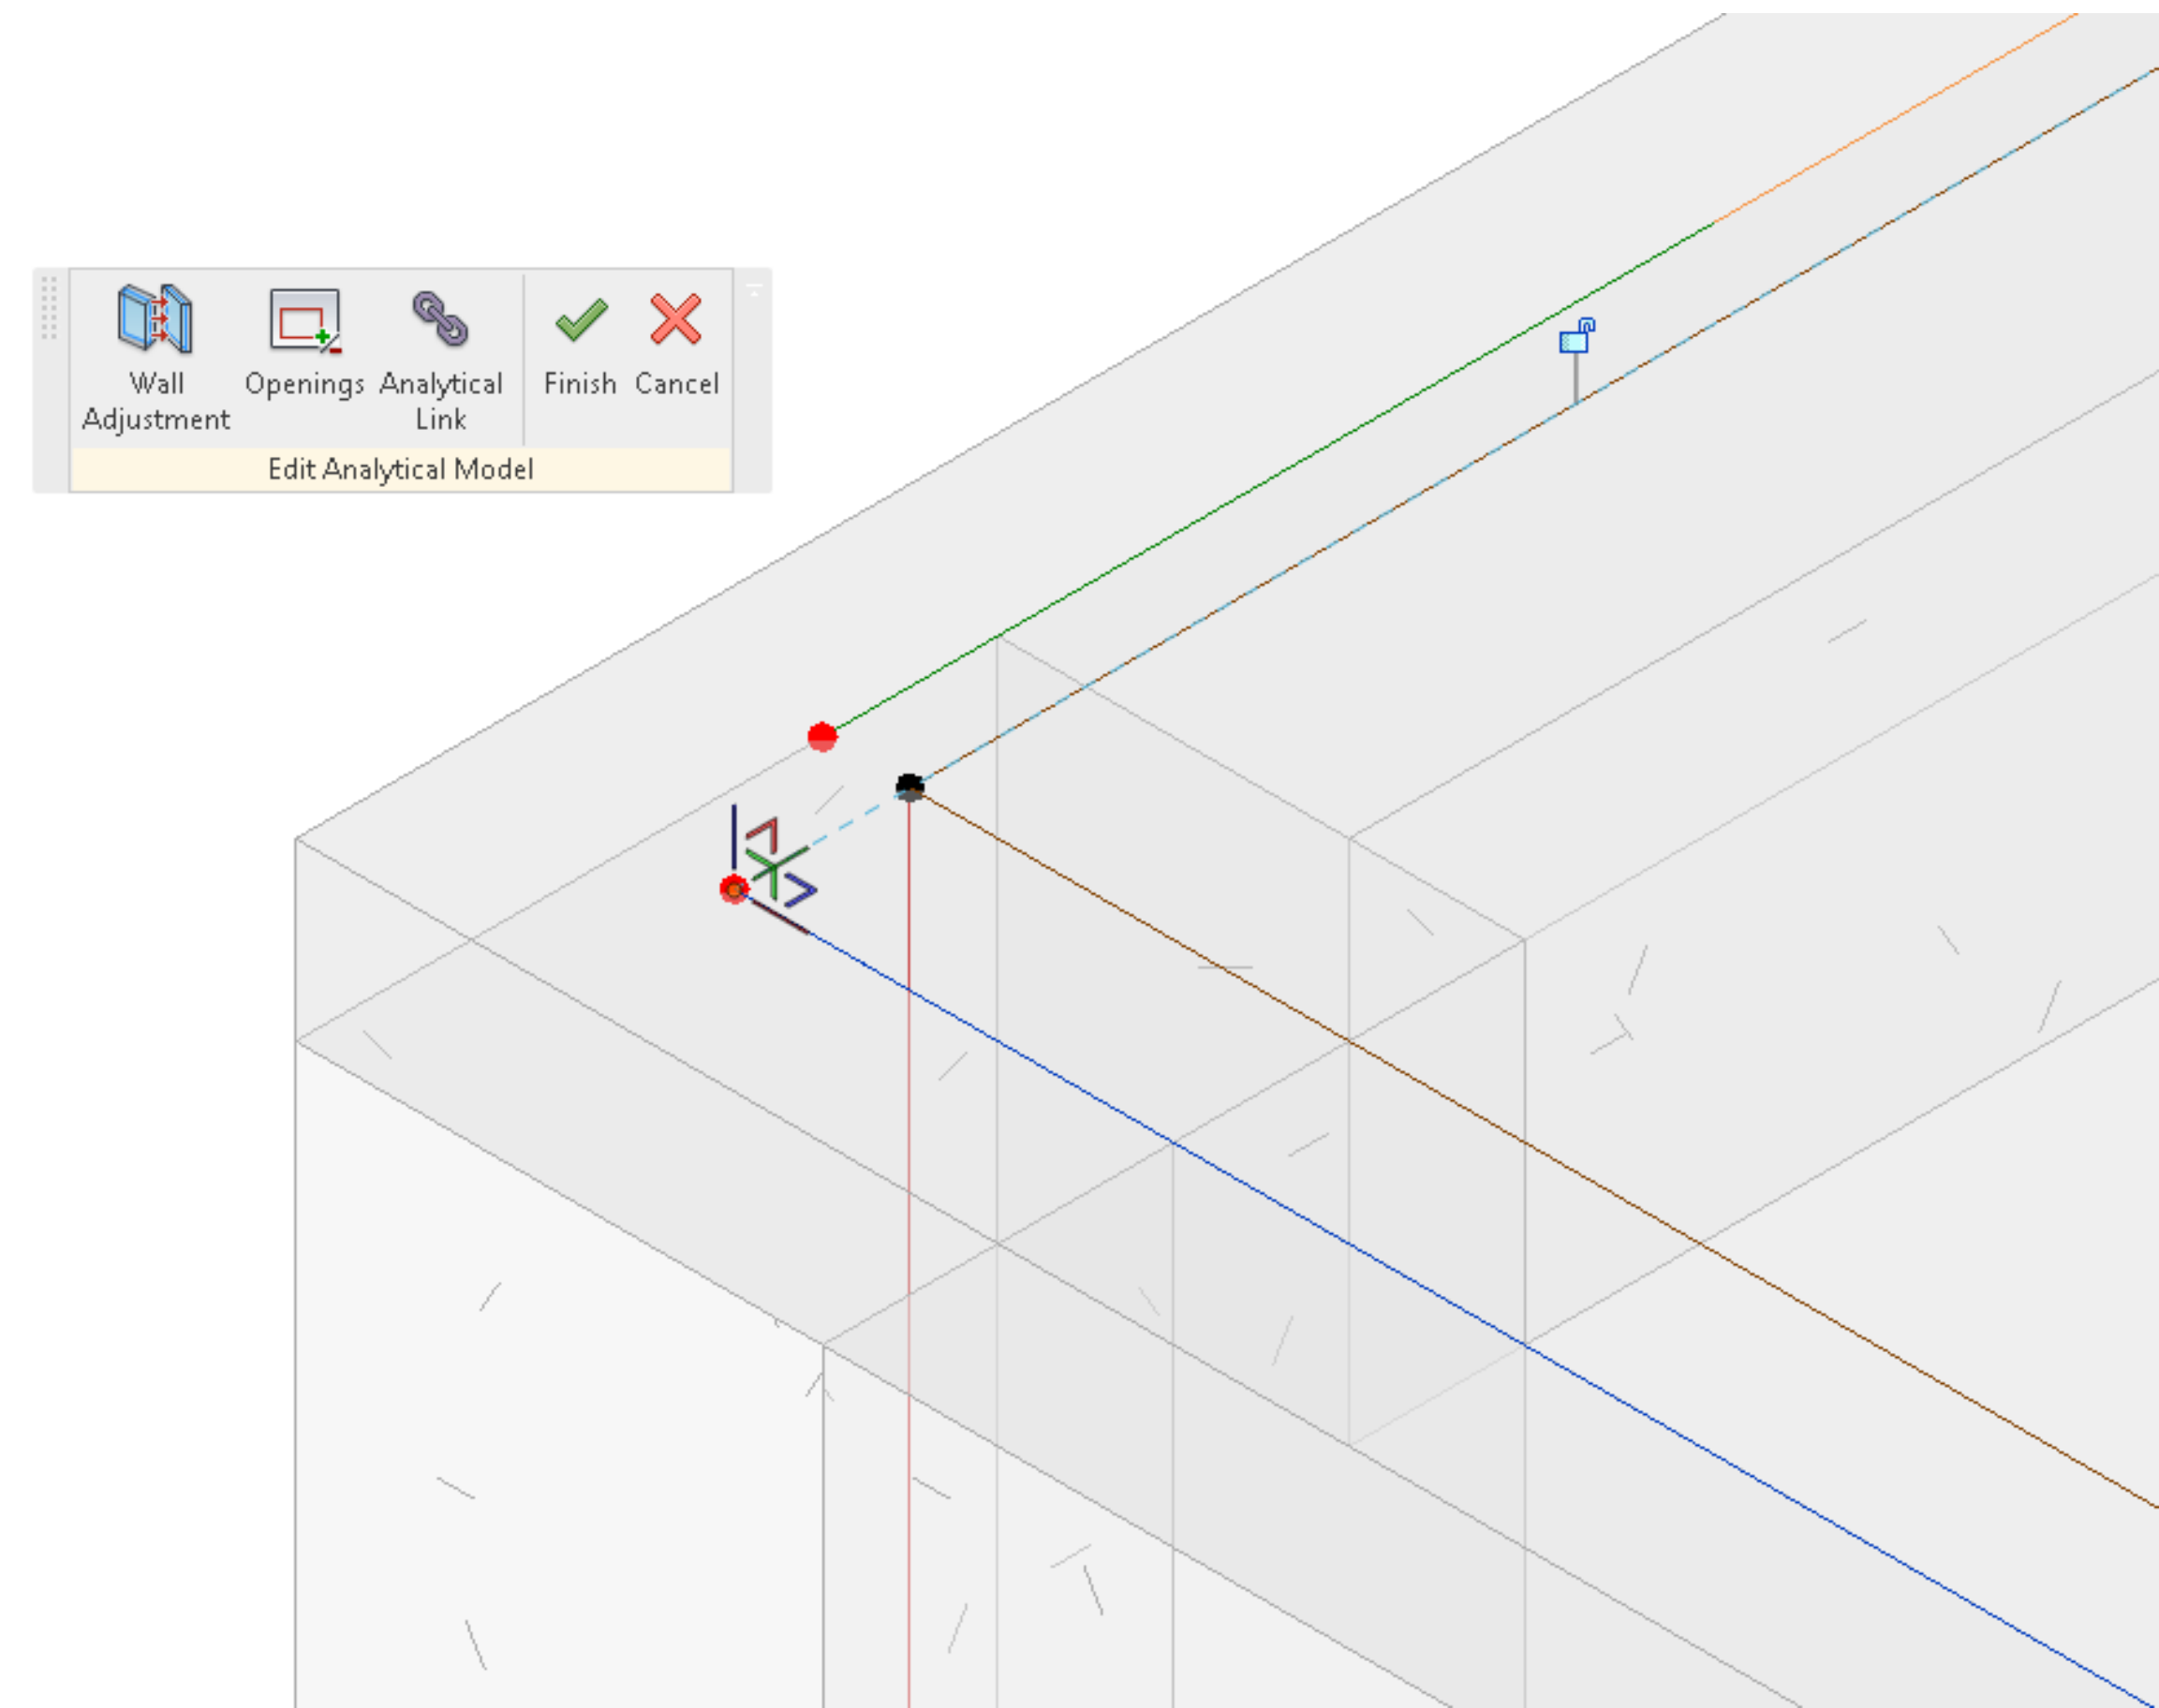 Wall Adjustment
Openings
Analytical Link
Finish
Cancel
Edit Analytical Model